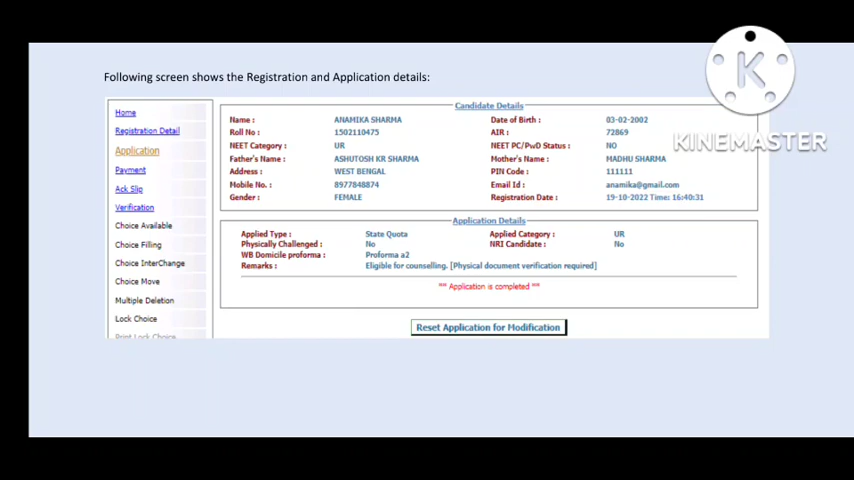 Following screen shows the Registration and Application details:
K
KINEMASTER
Home
Registration Detail
Application
Payment
Ack Slip
Verification
Choice Available
Choice Filling
Choice InterChange
Choice Move
Multiple Deletion
Lock Choice
Print Lock Choice
Candidate Details
Name : ANAMIKA SHARMA Date of Birth : 03-02-2002
Roll No : 1502110475 AIR : 72869
NEET Category : UR NEET PC/PwD Status : NO
Father's Name : ASHUTOSH KR SHARMA Mother's Name : MADHU SHARMA
Address : WEST BENGAL PIN Code : 111111
Mobile No. : 8977848874 Email Id : anamika@gmail.com
Gender : FEMALE Registration Date : 19-10-2022 Time: 16:40:31
Application Details
Applied Type : State Quota Applied Category : UR
Physically Challenged : No NRI Candidate : No
WB Domicile proforma : Proforma a2
Remarks : Eligible for counselling. [Physical document verification required]
** Application is completed **
Reset Application for Modification